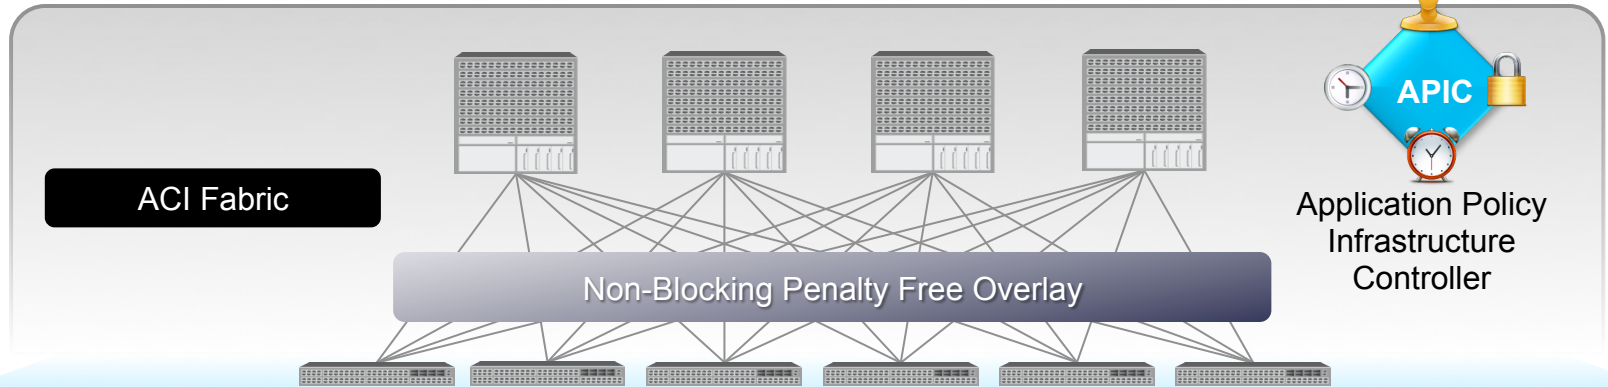 APIC
ACI Fabric
Application Policy
Infrastructure
Controller
Non-Blocking Penalty Free Overlay